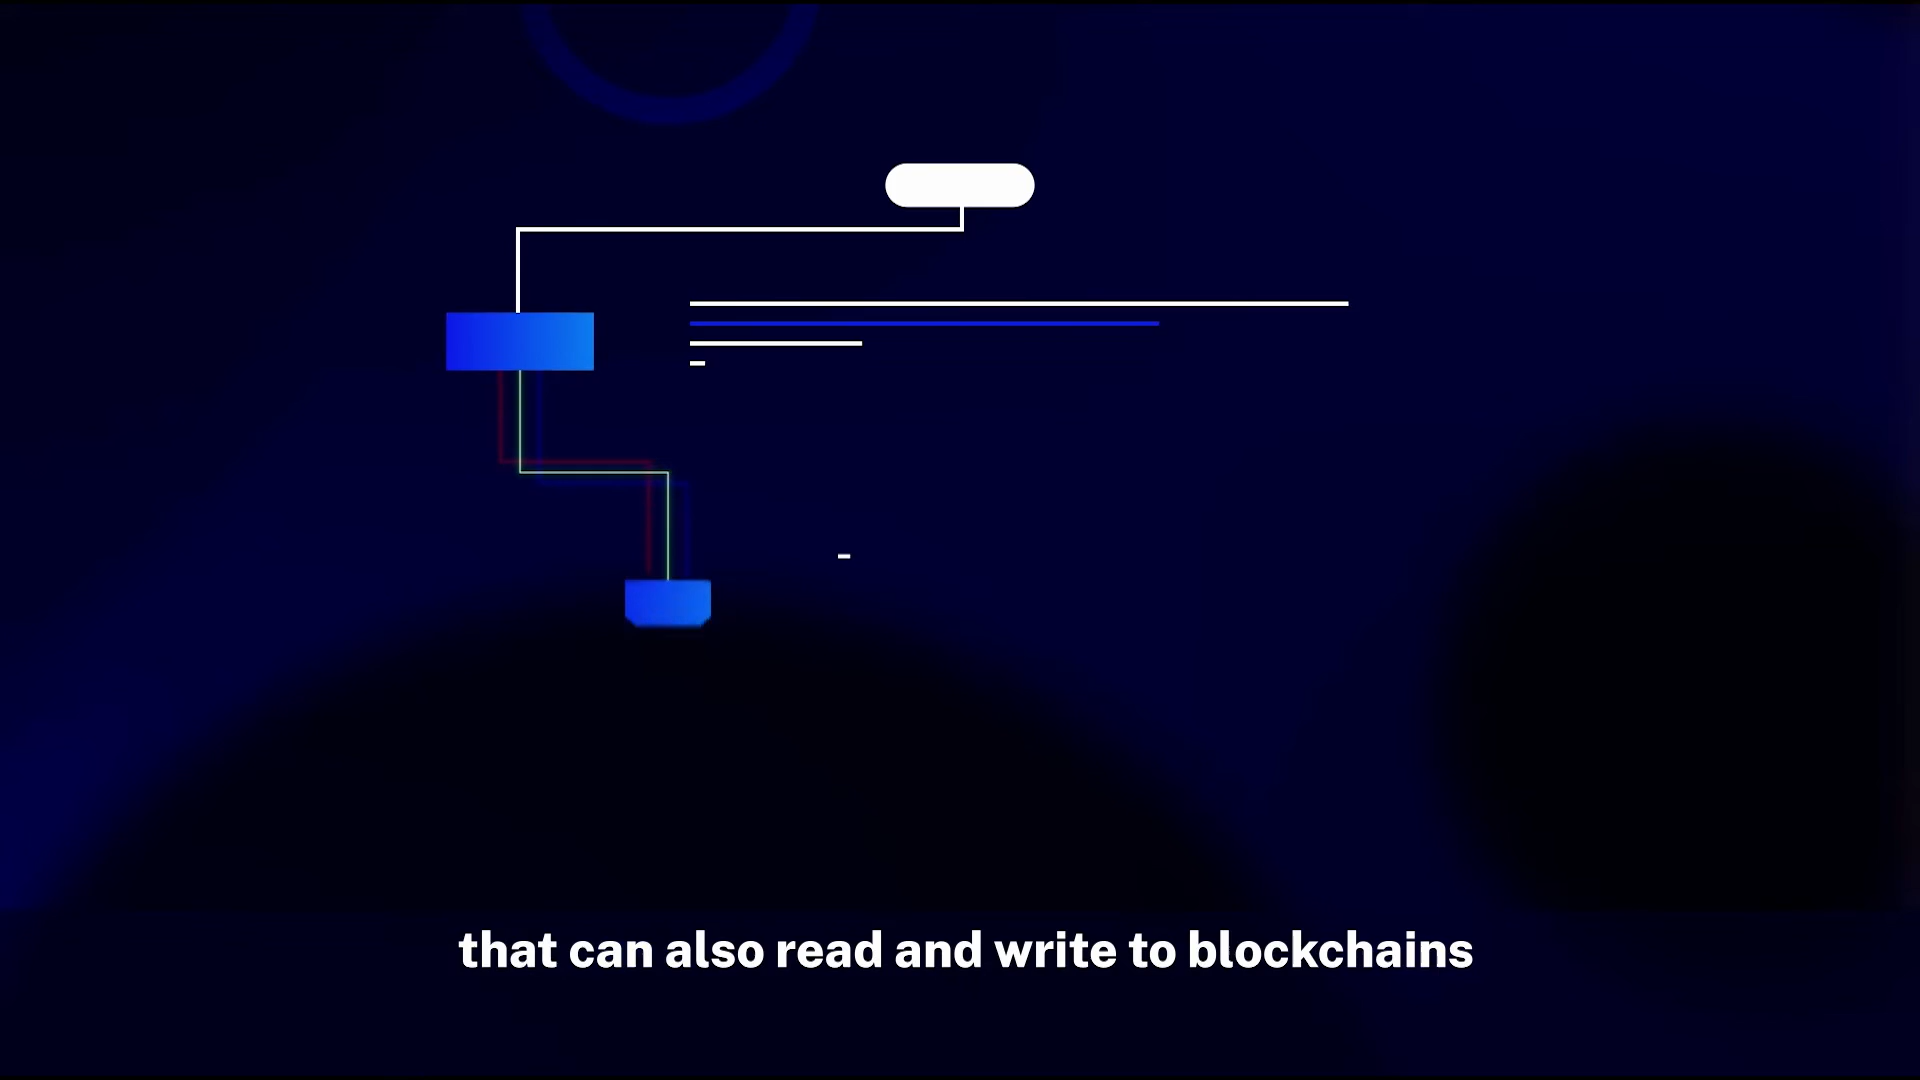 that can also read and write to blockchains